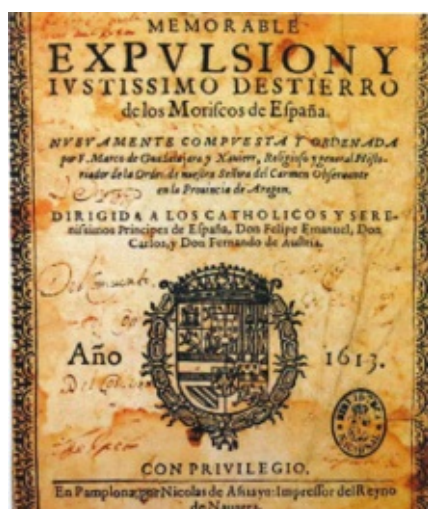 MEMORABLE
EXPVLSION Y
IVSTISSIMO DESTIERRO
de los Moriſcos de Eſpaña.
NVEVAMENTE COMPVESTA Y ORDENADA
por F. Marco de Guadalajara y Xauierr, Religioſo y general Hiſto-
riador de la Orden de nueſtra Señora del Carmen Obſeruante
en la Prouincia de Aragon.
DIRIGIDA A LOS CATHOLICOS Y SERE-
niſsimos Principes de Eſpaña, Don Felipe Emanuel, Don
Carlos, y Don Fernando de Auſtria.
Año 1613.
CON PRIVILEGIO.
En Pamplona, por Nicolas de Aſsiayo: Impreſſor del Reyno
de Nauarra.